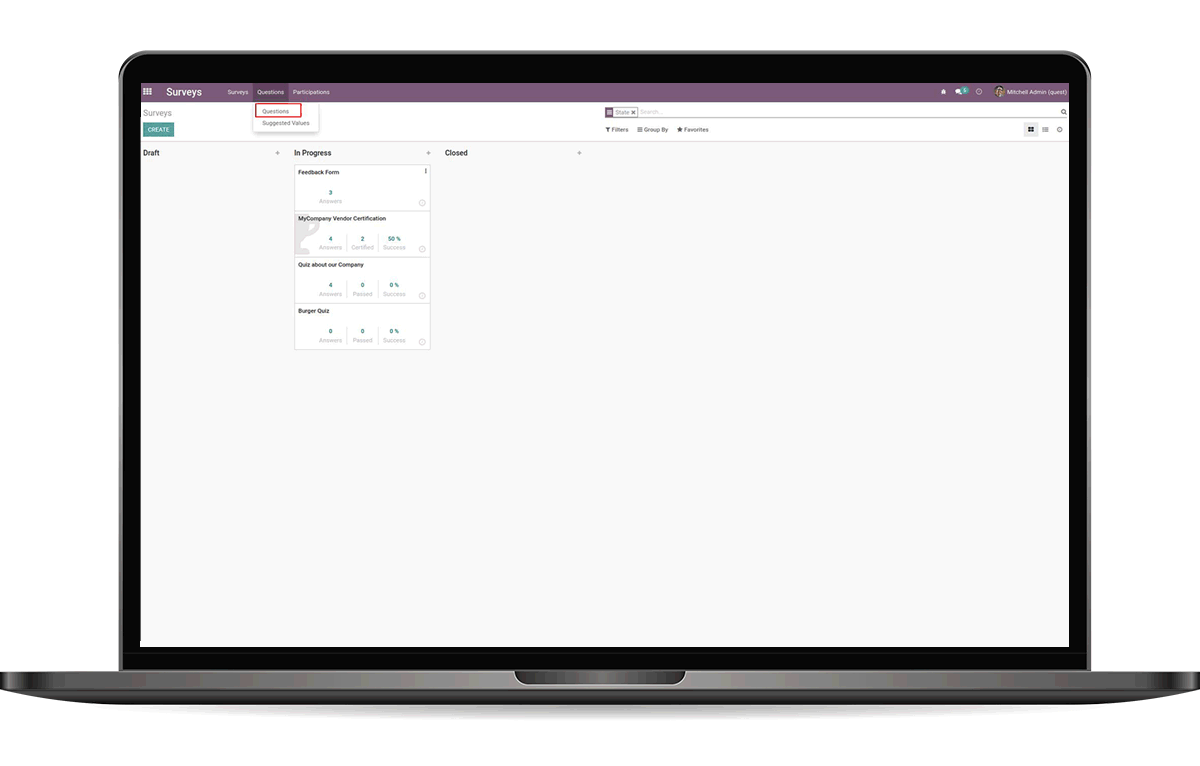 Surveys Surveys Questions Participations 5 Mitchell Admin (quest)
Surveys Questions State Search...
CREATE Suggested Values Filters Group By Favorites
Draft In Progress Closed
Feedback Form
3
Answers
MyCompany Vendor Certification
4 2 50 %
Answers Certified Success
Quiz about our Company
4 0 0 %
Answers Passed Success
Burger Quiz
0 0 0 %
Answers Passed Success